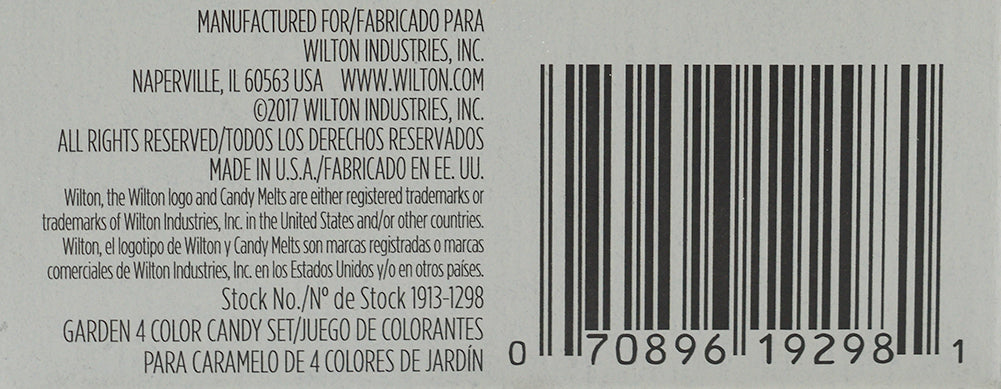 MANUFACTURED FOR/FABRICADO PARA
WILTON INDUSTRIES, INC.
NAPERVILLE, IL 60563 USA WWW.WILTON.COM
©2017 WILTON INDUSTRIES, INC.
ALL RIGHTS RESERVED/TODOS LOS DERECHOS RESERVADOS
MADE IN U.S.A./FABRICADO EN EE. UU.
Wilton, the Wilton logo and Candy Melts are either registered trademarks or
trademarks of Wilton Industries, Inc. in the United States and/or other countries.
Wilton, el logotipo de Wilton y Candy Melts son marcas registradas o marcas
comerciales de Wilton Industries, Inc. en los Estados Unidos y/o en otros países.
Stock No./Nº de Stock 1913-1298
GARDEN 4 COLOR CANDY SET/JUEGO DE COLORANTES
PARA CARAMELO DE 4 COLORES DE JARDÍN
0 70896 19298 1